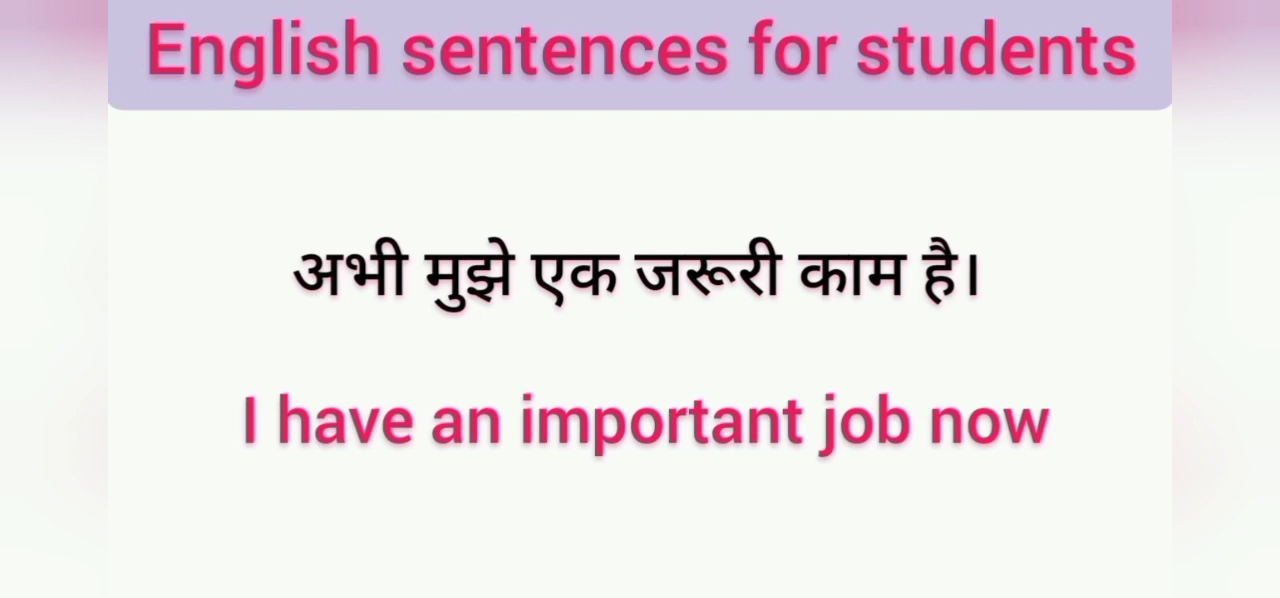 English sentences for students
अभी मुझे एक जरूरी काम है।
I have an important job now